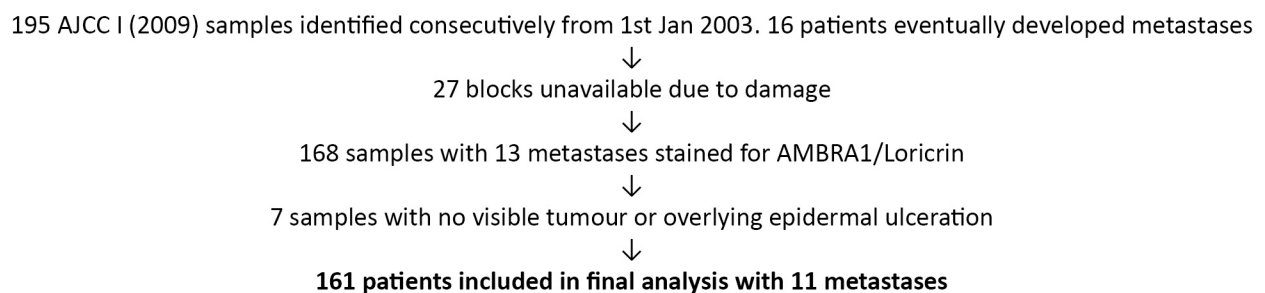 195 AJCC I (2009) samples identified consecutively from 1st Jan 2003. 16 patients eventually developed metastases
↓
27 blocks unavailable due to damage
↓
168 samples with 13 metastases stained for AMBRA1/Loricrin
↓
7 samples with no visible tumour or overlying epidermal ulceration
↓
161 patients included in final analysis with 11 metastases